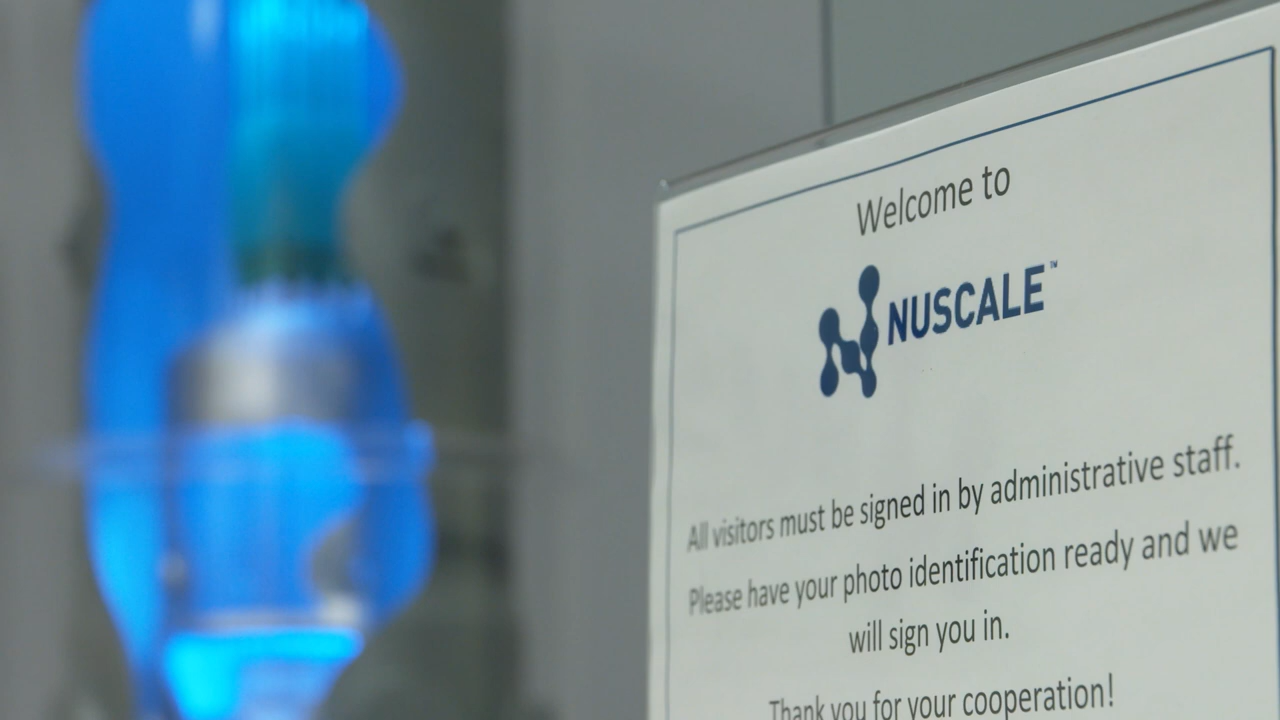 Welcome to
NUSCALE™
All visitors must be signed in by administrative staff.
Please have your photo identification ready and we
will sign you in.
Thank you for your cooperation!